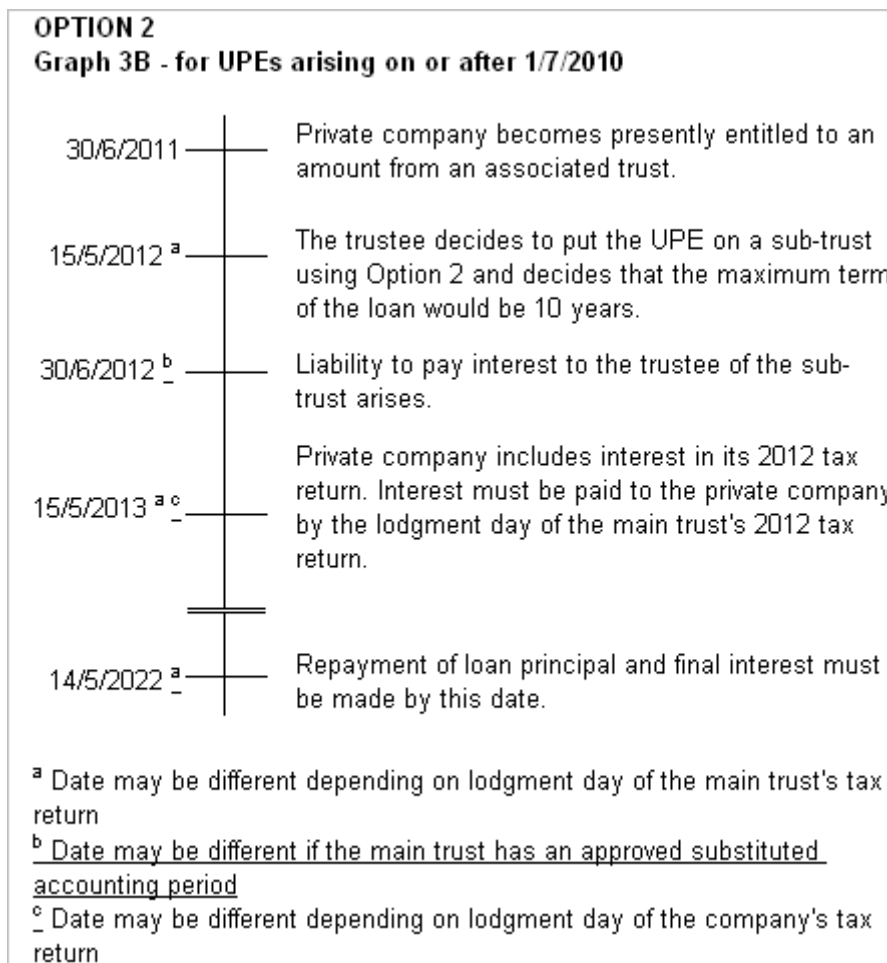 OPTION 2
Graph 3B - for UPEs arising on or after 1/7/2010
30/6/2011
Private company becomes presently entitled to an
amount from an associated trust.
15/5/2012 a
The trustee decides to put the UPE on a sub-trust
using Option 2 and decides that the maximum term
of the loan would be 10 years.
30/6/2012 b
Liability to pay interest to the trustee of the sub-
trust arises.
15/5/2013 a c
Private company includes interest in its 2012 tax
return. Interest must be paid to the private company
by the lodgment day of the main trust's 2012 tax
return.
14/5/2022 a
Repayment of loan principal and final interest must
be made by this date.
a Date may be different depending on lodgment day of the main trust's tax
return
b Date may be different if the main trust has an approved substituted
accounting period
c Date may be different depending on lodgment day of the company's tax
return